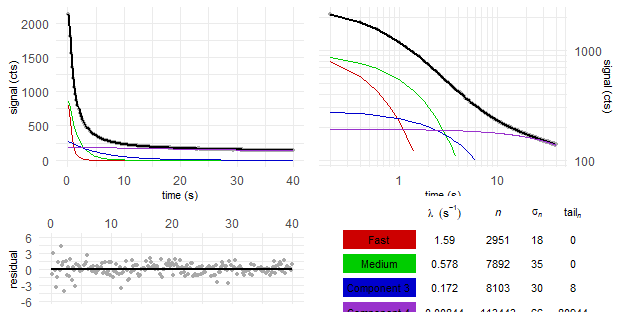 2000
1500
1000
500
0
signal (cts)
0 10 20 30 40
time (s)
1000
100
signal (cts)
1 10
time (s)
0 10 20 30 40
6
3
0
-3
-6
residual
λ (s⁻¹) n σₙ tailₙ
Fast 1.59 2951 18 0
Medium 0.578 7892 35 0
Component 3 0.172 8103 30 8